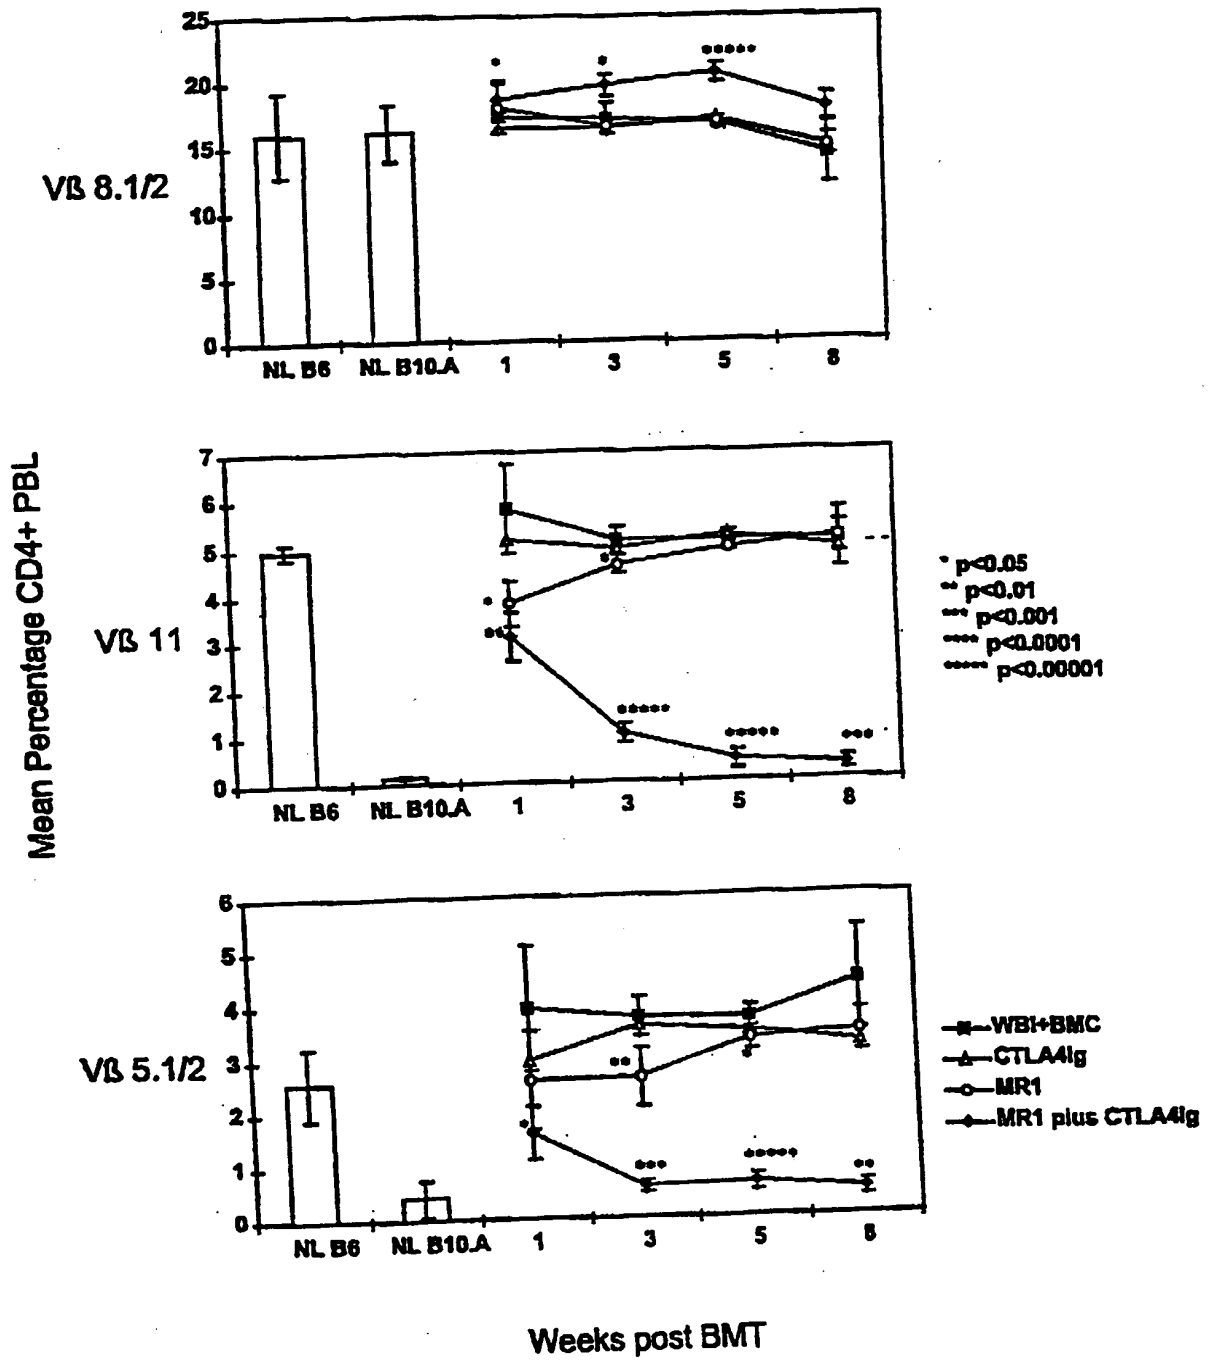 Mean Percentage CD4+ PBL
Vß 8.1/2
25
20
15
10
5
0
* * *****
NL B6 NL B10.A 1 3 5 8
Vß 11
7
6
5
4
3
2
1
0
*
*
**
***** ***** ***
NL B6 NL B10.A 1 3 5 8
* p<0.05
** p<0.01
*** p<0.001
**** p<0.0001
***** p<0.00001
Vß 5.1/2
6
5
4
3
2
1
0
**
*
*
*** ***** **
NL B6 NL B10.A 1 3 5 8
WBI+BMC
CTLA4Ig
MR1
MR1 plus CTLA4Ig
Weeks post BMT